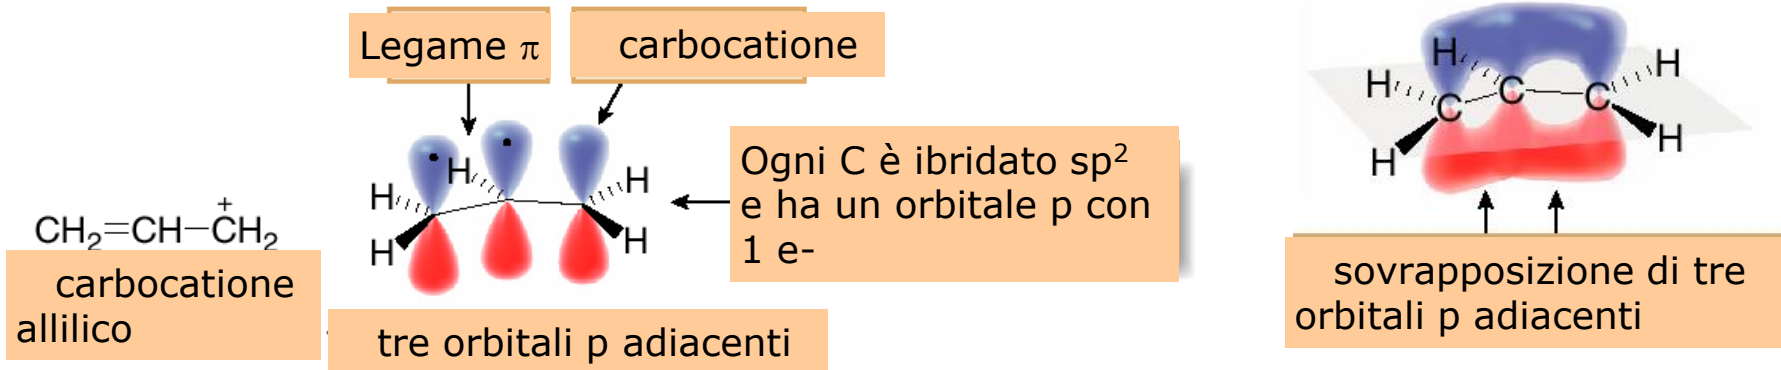 Legame π
carbocatione
H
H
H
H
H
Ogni C è ibridato sp²
e ha un orbitale p con
1 e-
CH₂=CH–C⁺H₂
carbocatione
allilico
tre orbitali p adiacenti
H
H
H
C
C
C
H
H
sovrapposizione di tre
orbitali p adiacenti